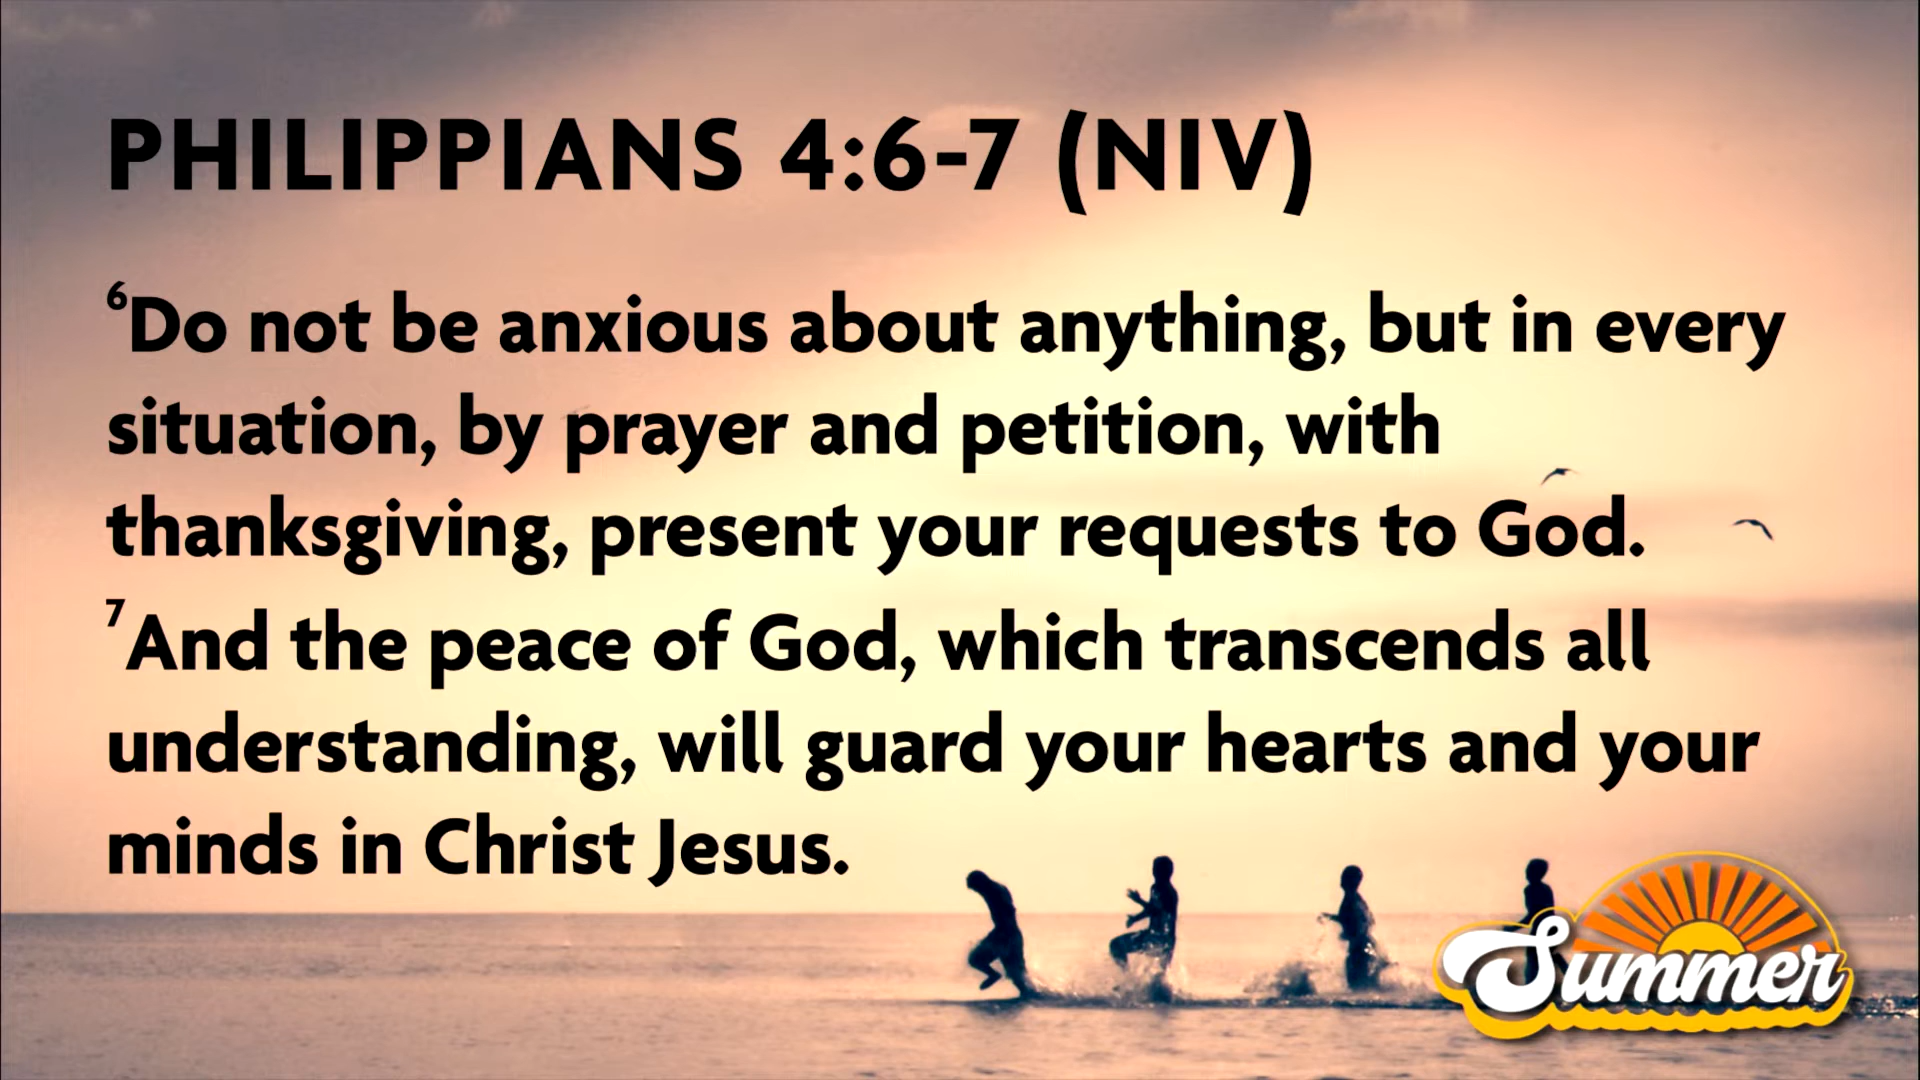 PHILIPPIANS 4:6-7 (NIV)
⁶Do not be anxious about anything, but in every
situation, by prayer and petition, with
thanksgiving, present your requests to God.
⁷And the peace of God, which transcends all
understanding, will guard your hearts and your
minds in Christ Jesus.
Summer